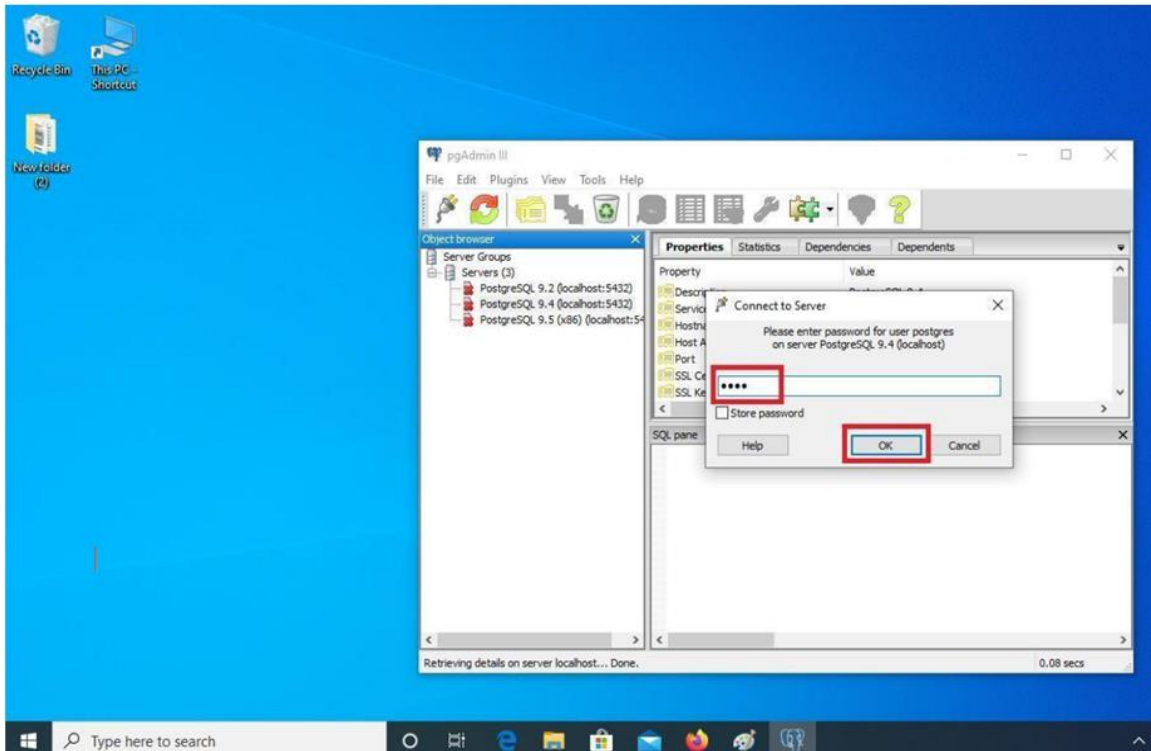 Recycle Bin
This PC - Shortcut
New folder (2)
pgAdmin III
File Edit Plugins View Tools Help
Object browser
Server Groups
Servers (3)
PostgreSQL 9.2 (localhost:5432)
PostgreSQL 9.4 (localhost:5432)
PostgreSQL 9.5 (x86) (localhost:54
Properties Statistics Dependencies Dependents
Property Value
Descrip
Service
Hostna
Host A
Port
SSL Ce
SSL Ke
Connect to Server
Please enter password for user postgres
on server PostgreSQL 9.4 (localhost)
••••
Store password
Help OK Cancel
SQL pane
Retrieving details on server localhost... Done.
0.08 secs
Type here to search